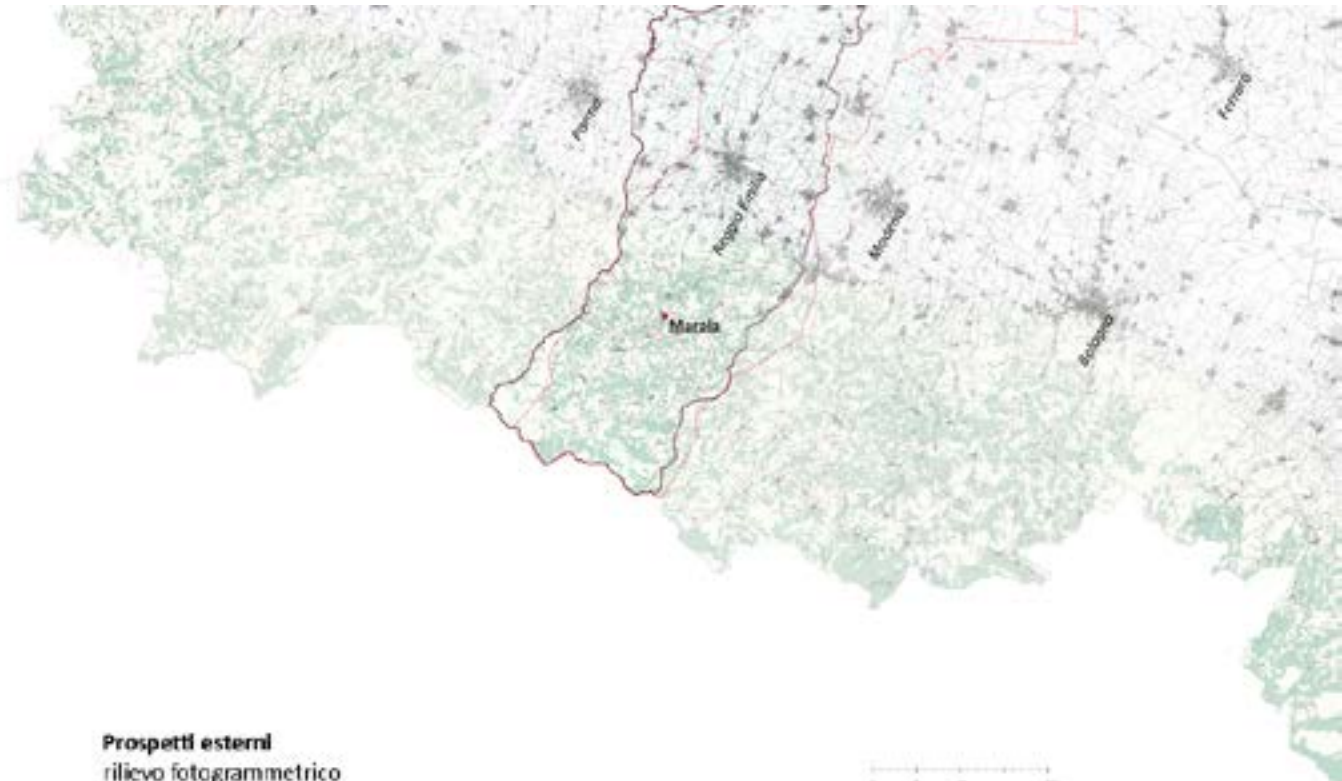 Parma
Reggio Emilia
Modena
Ferrara
Bologna
Marola
Prospetti esterni
rilievo fotogrammetrico